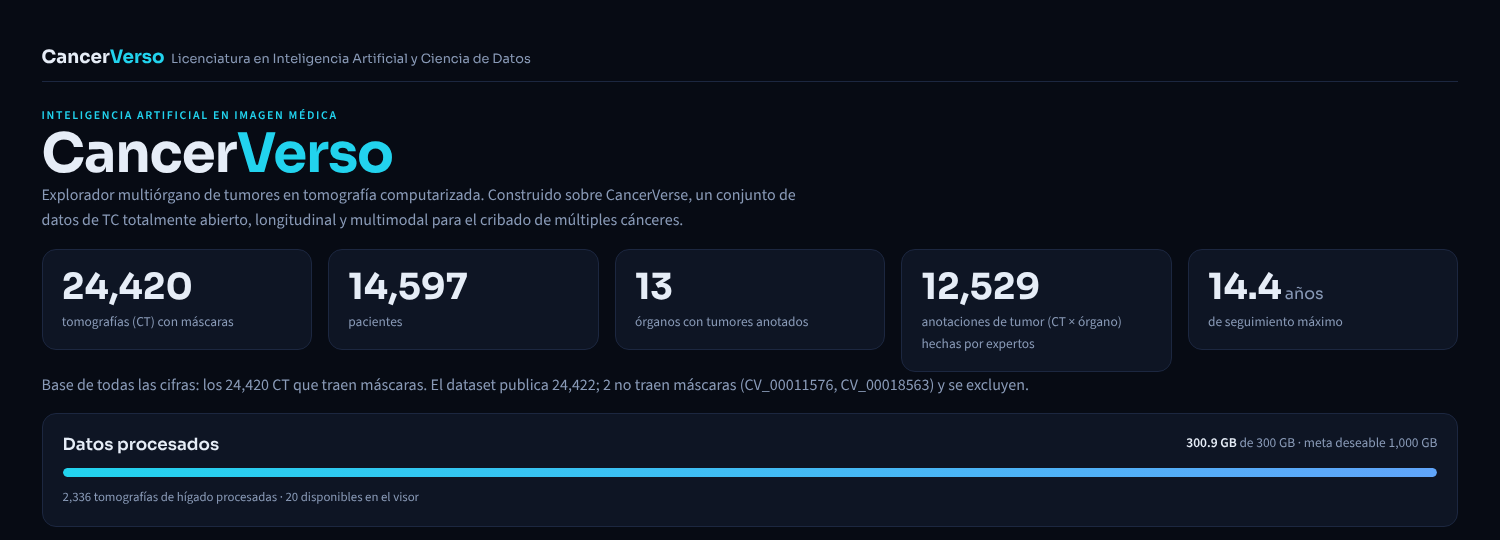 CancerVerso Licenciatura en Inteligencia Artificial y Ciencia de Datos
INTELIGENCIA ARTIFICIAL EN IMAGEN MÉDICA
CancerVerso
Explorador multiórgano de tumores en tomografía computarizada. Construido sobre CancerVerse, un conjunto de
datos de TC totalmente abierto, longitudinal y multimodal para el cribado de múltiples cánceres.
24,420
tomografías (CT) con máscaras
14,597
pacientes
13
órganos con tumores anotados
12,529
anotaciones de tumor (CT × órgano)
hechas por expertos
14.4 años
de seguimiento máximo
Base de todas las cifras: los 24,420 CT que traen máscaras. El dataset publica 24,422; 2 no traen máscaras (CV_00011576, CV_00018563) y se excluyen.
Datos procesados
300.9 GB de 300 GB · meta deseable 1,000 GB
2,336 tomografías de hígado procesadas · 20 disponibles en el visor